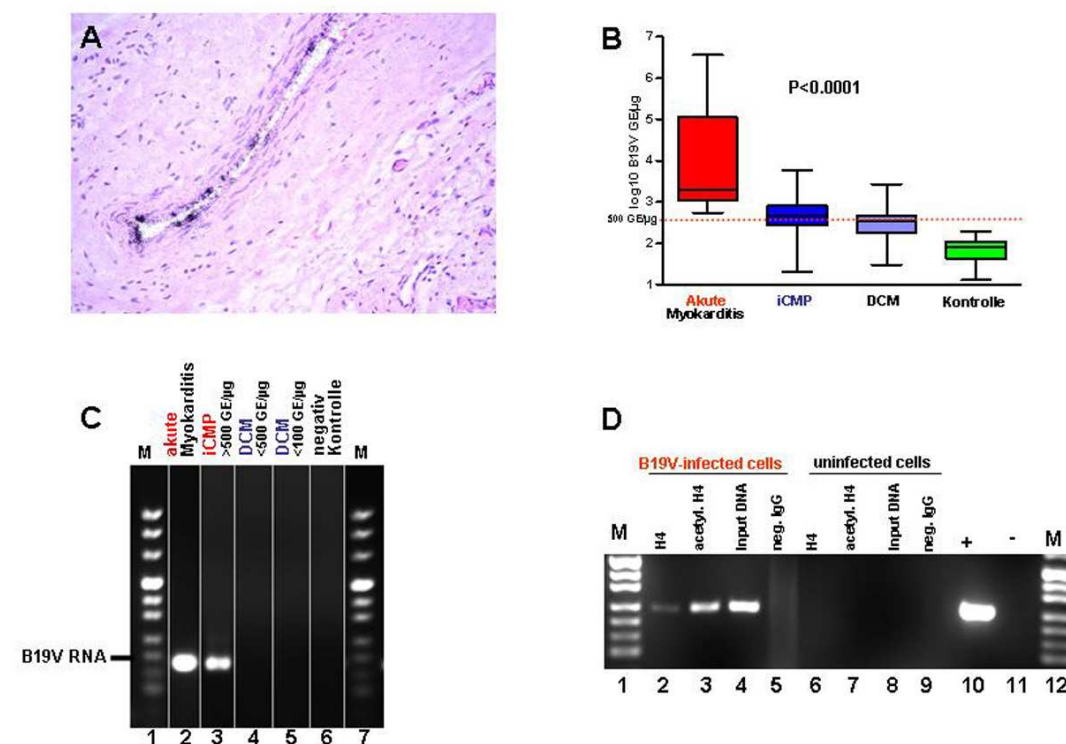 A
B
7
6
5
4
3
2
1
log10 B19V GE/µg
500 GE/µg
P<0.0001
Akute
Myokarditis
iCMP
DCM
Kontrolle
C
M
akute
Myokarditis
iCMP
>500 GE/µg
DCM
<500 GE/µg
DCM
<100 GE/µg
negativ
Kontrolle
M
B19V RNA
1 2 3 4 5 6 7
D
B19V-infected cells
uninfected cells
M
H4
acetyl. H4
Input DNA
neg. IgG
H4
acetyl. H4
Input DNA
neg. IgG
+
-
M
1 2 3 4 5 6 7 8 9 10 11 12